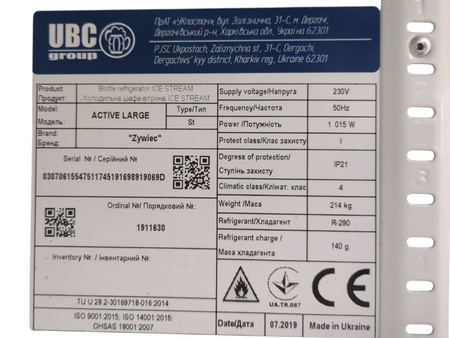 UBC
group
ПрАТ «УКпостач», вул. Залізнична, 31-С, м. Дергачі,
Дергачівський р-н, Харківська обл., Україна 62301
PJSC Ukpostach, Zaliznychna st., 31-C, Dergachi,
Dergachivs'kyy district, Kharkiv reg., Ukraine 62301
Product: Bottle refrigerator ICE STREAM
Продукт: Холодильна шафа вітрина ICE STREAM
Model:
Мoдель: ACTIVE LARGE Type/Тип
St
Brand:
Бренд: "Zywiec"
Serial №/ Серійний №
030706155475117451916989190​69D
Ordinal №/ Порядковий №:
1911630
Inventory №: / Інвентарний №:
TU U 28.2-30169718-016:2014
ISO 9001:2015; ISO 14001:2015;
OHSAS 18001:2007
Supply voltage/Напруга 230V
Frequency/Частота 50Hz
Power /Потужність 1 015 W
Protect class/Клас захисту I
Degress of protection/
Ступінь захисту IP21
Climatic class/Клімат. клас 4
Weight /Маса 214 kg
Refrigerant/Хладагент R-290
Refrigerant charge /
Маса хладагента 140 g.
UA.TR.087
CE
Date/Дата 07.2019 Made in Ukraine